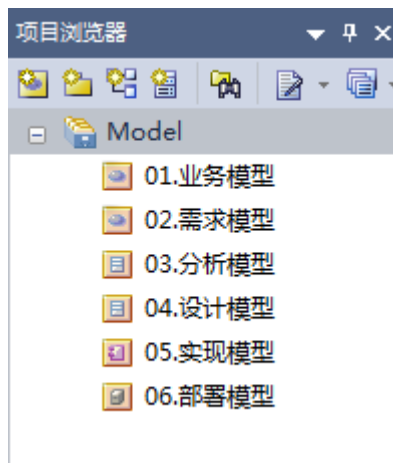 项目浏览器
Model
01.业务模型
02.需求模型
03.分析模型
04.设计模型
05.实现模型
06.部署模型